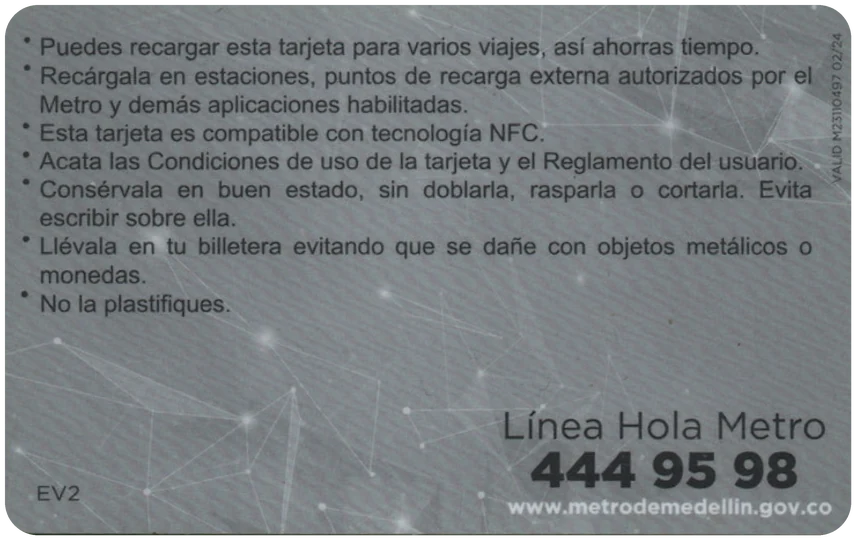 • Puedes recargar esta tarjeta para varios viajes, así ahorras tiempo.
• Recárgala en estaciones, puntos de recarga externa autorizados por el
Metro y demás aplicaciones habilitadas.
• Esta tarjeta es compatible con tecnología NFC.
• Acata las Condiciones de uso de la tarjeta y el Reglamento del usuario.
• Consérvala en buen estado, sin doblarla, rasparla o cortarla. Evita
escribir sobre ella.
• Llévala en tu billetera evitando que se dañe con objetos metálicos o
monedas.
• No la plastifiques.
VALID M23110497 02/24
Línea Hola Metro
444 95 98
www.metrodemedellin.gov.co
EV2